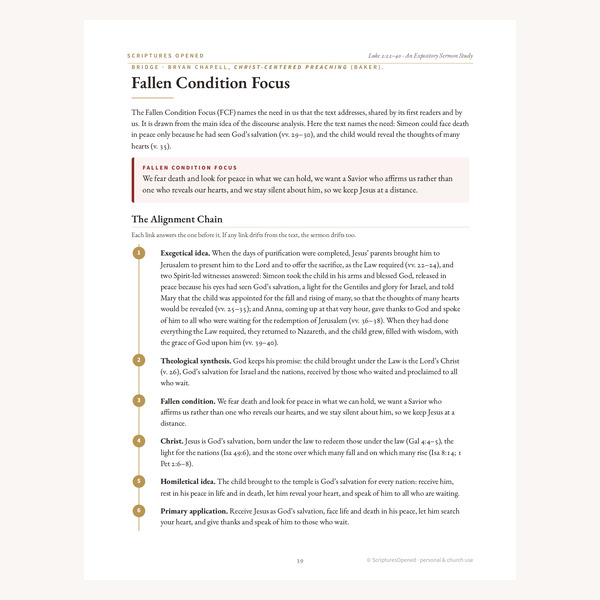 SCRIPTURES OPENED
Luke 2:22–40 · An Expository Sermon Study
BRIDGE · BRYAN CHAPELL, CHRIST-CENTERED PREACHING (BAKER).
Fallen Condition Focus
The Fallen Condition Focus (FCF) names the need in us that the text addresses, shared by its first readers and by
us. It is drawn from the main idea of the discourse analysis. Here the text names the need: Simeon could face death
in peace only because he had seen God's salvation (vv. 29–30), and the child would reveal the thoughts of many
hearts (v. 35).
FALLEN CONDITION FOCUS
We fear death and look for peace in what we can hold, we want a Savior who affirms us rather than
one who reveals our hearts, and we stay silent about him, so we keep Jesus at a distance.
The Alignment Chain
Each link answers the one before it. If any link drifts from the text, the sermon drifts too.
1
Exegetical idea. When the days of purification were completed, Jesus' parents brought him to
Jerusalem to present him to the Lord and to offer the sacrifice, as the Law required (vv. 22–24), and
two Spirit-led witnesses answered: Simeon took the child in his arms and blessed God, released in
peace because his eyes had seen God's salvation, a light for the Gentiles and glory for Israel, and told
Mary that the child was appointed for the fall and rising of many, so that the thoughts of many hearts
would be revealed (vv. 25–35); and Anna, coming up at that very hour, gave thanks to God and spoke
of him to all who were waiting for the redemption of Jerusalem (vv. 36–38). When they had done
everything the Law required, they returned to Nazareth, and the child grew, filled with wisdom, with
the grace of God upon him (vv. 39–40).
2
Theological synthesis. God keeps his promise: the child brought under the Law is the Lord's Christ
(v. 26), God's salvation for Israel and the nations, received by those who waited and proclaimed to all
who wait.
3
Fallen condition. We fear death and look for peace in what we can hold, we want a Savior who
affirms us rather than one who reveals our hearts, and we stay silent about him, so we keep Jesus at a
distance.
4
Christ. Jesus is God's salvation, born under the law to redeem those under the law (Gal 4:4–5), the
light for the nations (Isa 49:6), and the stone over which many fall and on which many rise (Isa 8:14; 1
Pet 2:6–8).
5
Homiletical idea. The child brought to the temple is God's salvation for every nation: receive him,
rest in his peace in life and in death, let him reveal your heart, and speak of him to all who are waiting.
6
Primary application. Receive Jesus as God's salvation, face life and death in his peace, let him search
your heart, and give thanks and speak of him to those who wait.
19
© ScripturesOpened · personal & church use